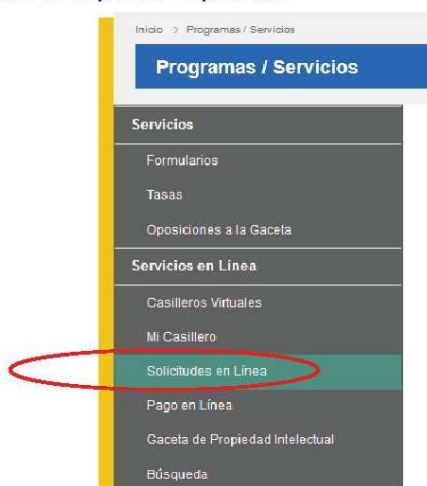 Inicio > Programas / Servicios
Programas / Servicios
Servicios
Formularios
Tasas
Oposiciones a la Gaceta
Servicios en Línea
Casilleros Virtuales
Mi Casillero
Solicitudes en Línea
Pago en Línea
Gaceta de Propiedad Intelectual
Búsqueda